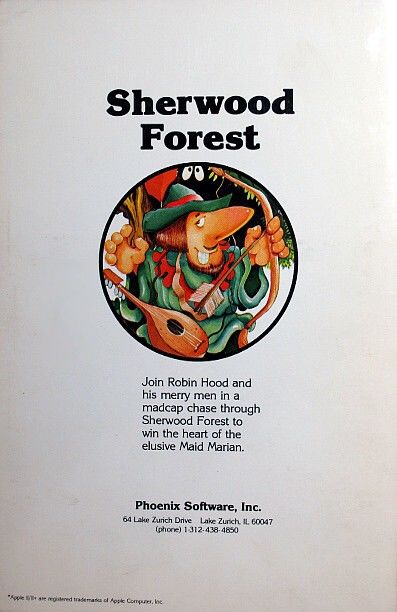 Sherwood
Forest
Join Robin Hood and
his merry men in a
madcap chase through
Sherwood Forest to
win the heart of the
elusive Maid Marian.
Phoenix Software, Inc.
64 Lake Zurich Drive Lake Zurich, IL 60047
(phone) 1-312-438-4850
*Apple II/II+ are registered trademarks of Apple Computer, Inc.